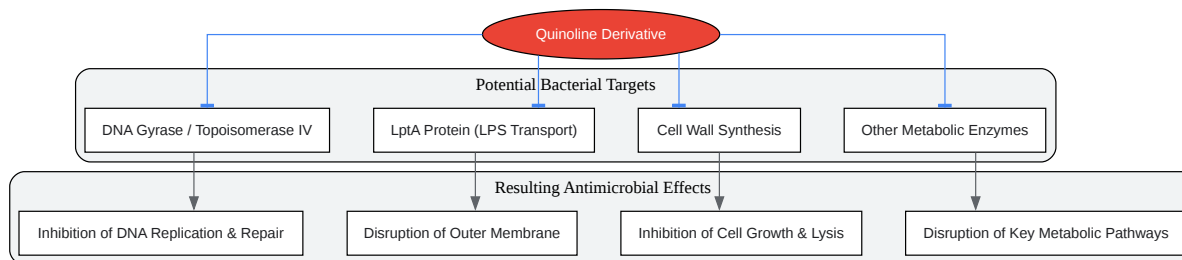 Quinoline Derivative
Potential Bacterial Targets
DNA Gyrase / Topoisomerase IV
LptA Protein (LPS Transport)
Cell Wall Synthesis
Other Metabolic Enzymes
Resulting Antimicrobial Effects
Inhibition of DNA Replication & Repair
Disruption of Outer Membrane
Inhibition of Cell Growth & Lysis
Disruption of Key Metabolic Pathways